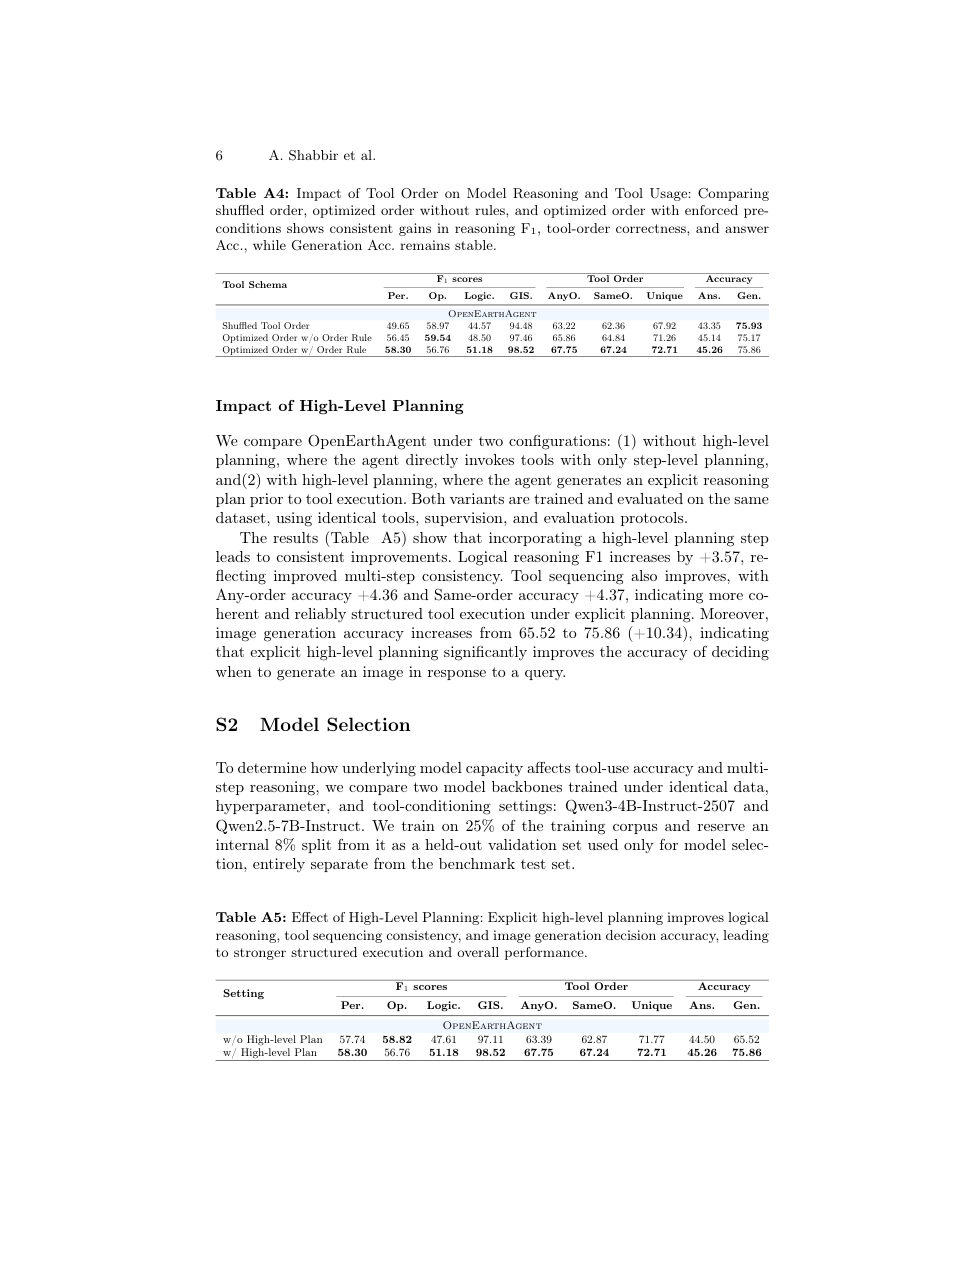 6 A. Shabbir et al.
Table A4: Impact of Tool Order on Model Reasoning and Tool Usage: Comparing
shuffled order, optimized order without rules, and optimized order with enforced pre-
conditions shows consistent gains in reasoning F1, tool-order correctness, and answer
Acc., while Generation Acc. remains stable.
Tool Schema F1 scores Tool Order Accuracy
Per. Op. Logic. GIS. AnyO. SameO. Unique Ans. Gen.
OpenEarthAgent
Shuffled Tool Order 49.65 58.97 44.57 94.48 63.22 62.36 67.92 43.35 75.93
Optimized Order w/o Order Rule 56.45 59.54 48.50 97.46 65.86 64.84 71.26 45.14 75.17
Optimized Order w/ Order Rule 58.30 56.76 51.18 98.52 67.75 67.24 72.71 45.26 75.86
Impact of High-Level Planning
We compare OpenEarthAgent under two configurations: (1) without high-level
planning, where the agent directly invokes tools with only step-level planning,
and(2) with high-level planning, where the agent generates an explicit reasoning
plan prior to tool execution. Both variants are trained and evaluated on the same
dataset, using identical tools, supervision, and evaluation protocols.
The results (Table A5) show that incorporating a high-level planning step
leads to consistent improvements. Logical reasoning F1 increases by +3.57, re-
flecting improved multi-step consistency. Tool sequencing also improves, with
Any-order accuracy +4.36 and Same-order accuracy +4.37, indicating more co-
herent and reliably structured tool execution under explicit planning. Moreover,
image generation accuracy increases from 65.52 to 75.86 (+10.34), indicating
that explicit high-level planning significantly improves the accuracy of deciding
when to generate an image in response to a query.
S2 Model Selection
To determine how underlying model capacity affects tool-use accuracy and multi-
step reasoning, we compare two model backbones trained under identical data,
hyperparameter, and tool-conditioning settings: Qwen3-4B-Instruct-2507 and
Qwen2.5-7B-Instruct. We train on 25% of the training corpus and reserve an
internal 8% split from it as a held-out validation set used only for model selec-
tion, entirely separate from the benchmark test set.
Table A5: Effect of High-Level Planning: Explicit high-level planning improves logical
reasoning, tool sequencing consistency, and image generation decision accuracy, leading
to stronger structured execution and overall performance.
Setting F1 scores Tool Order Accuracy
Per. Op. Logic. GIS. AnyO. SameO. Unique Ans. Gen.
OpenEarthAgent
w/o High-level Plan 57.74 58.82 47.61 97.11 63.39 62.87 71.77 44.50 65.52
w/ High-level Plan 58.30 56.76 51.18 98.52 67.75 67.24 72.71 45.26 75.86